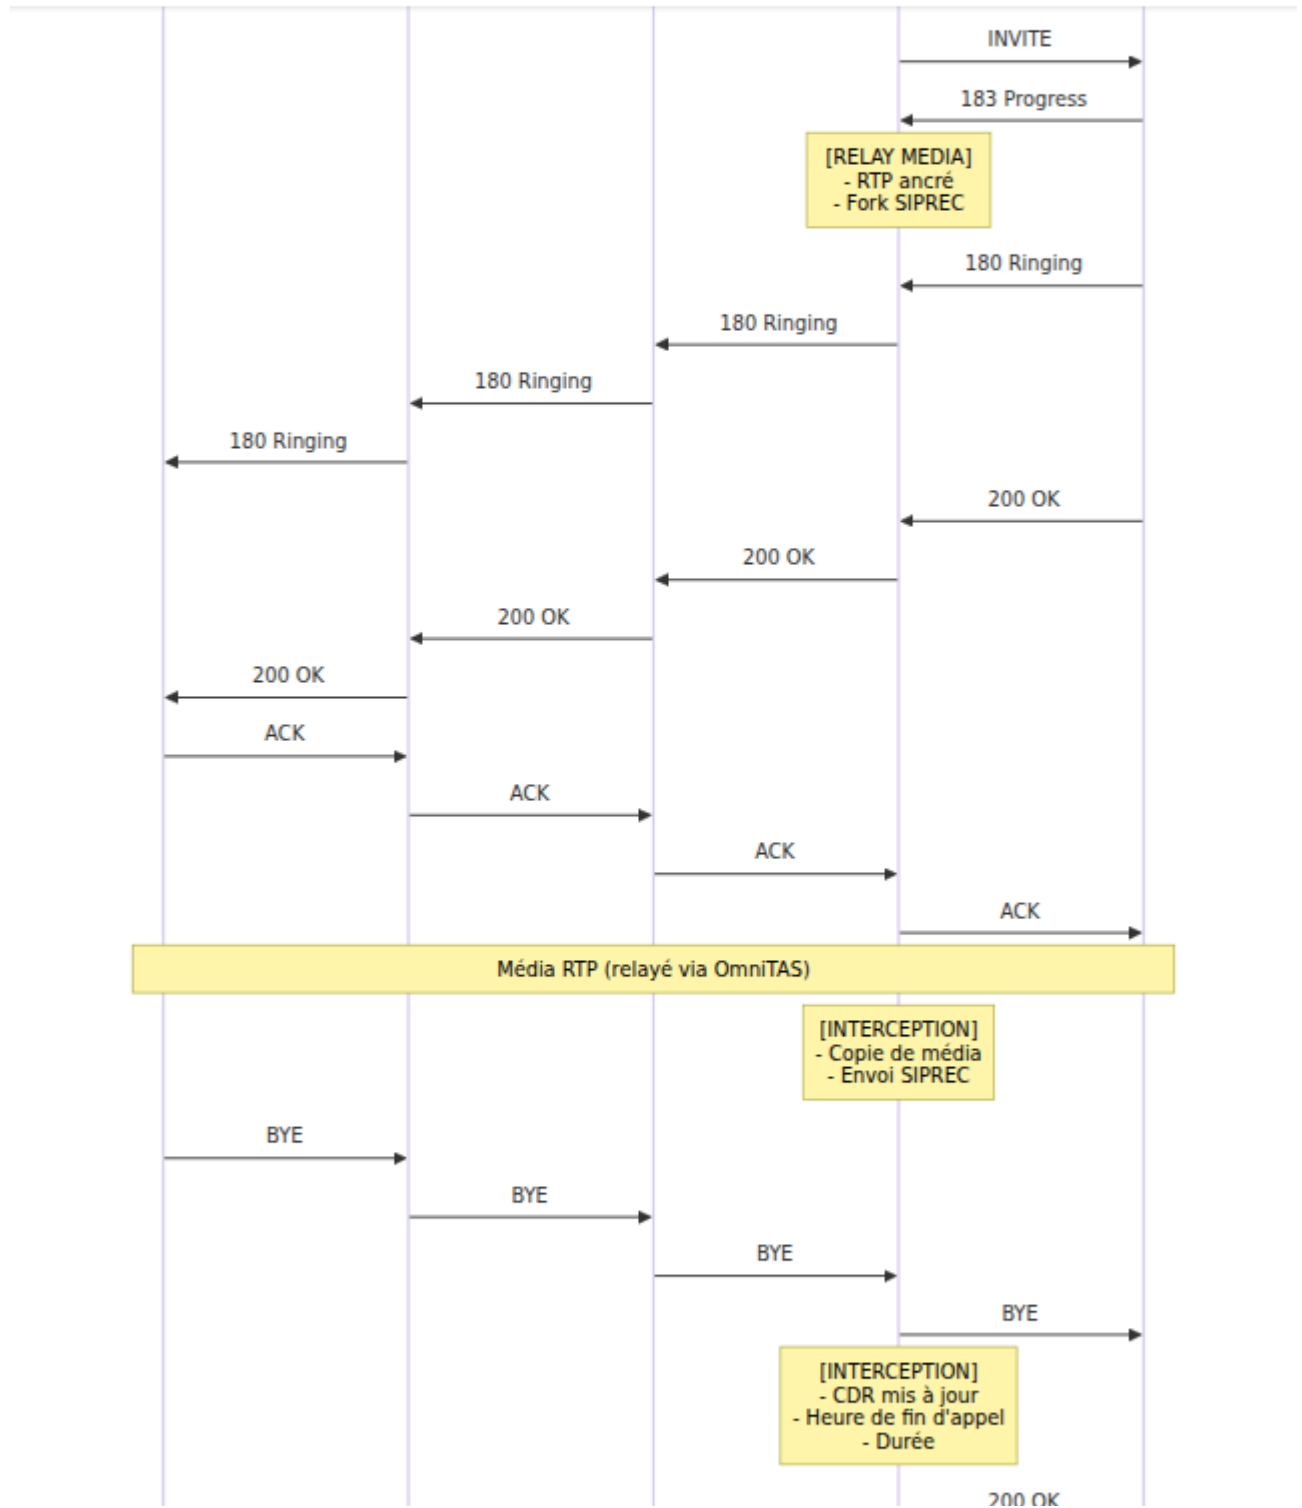 INVITE
183 Progress
[RELAY MEDIA]
- RTP ancré
- Fork SIPREC
180 Ringing
180 Ringing
180 Ringing
180 Ringing
200 OK
200 OK
200 OK
200 OK
ACK
ACK
ACK
ACK
Média RTP (relayé via OmniTAS)
[INTERCEPTION]
- Copie de média
- Envoi SIPREC
BYE
BYE
BYE
BYE
[INTERCEPTION]
- CDR mis à jour
- Heure de fin d'appel
- Durée
200 OK